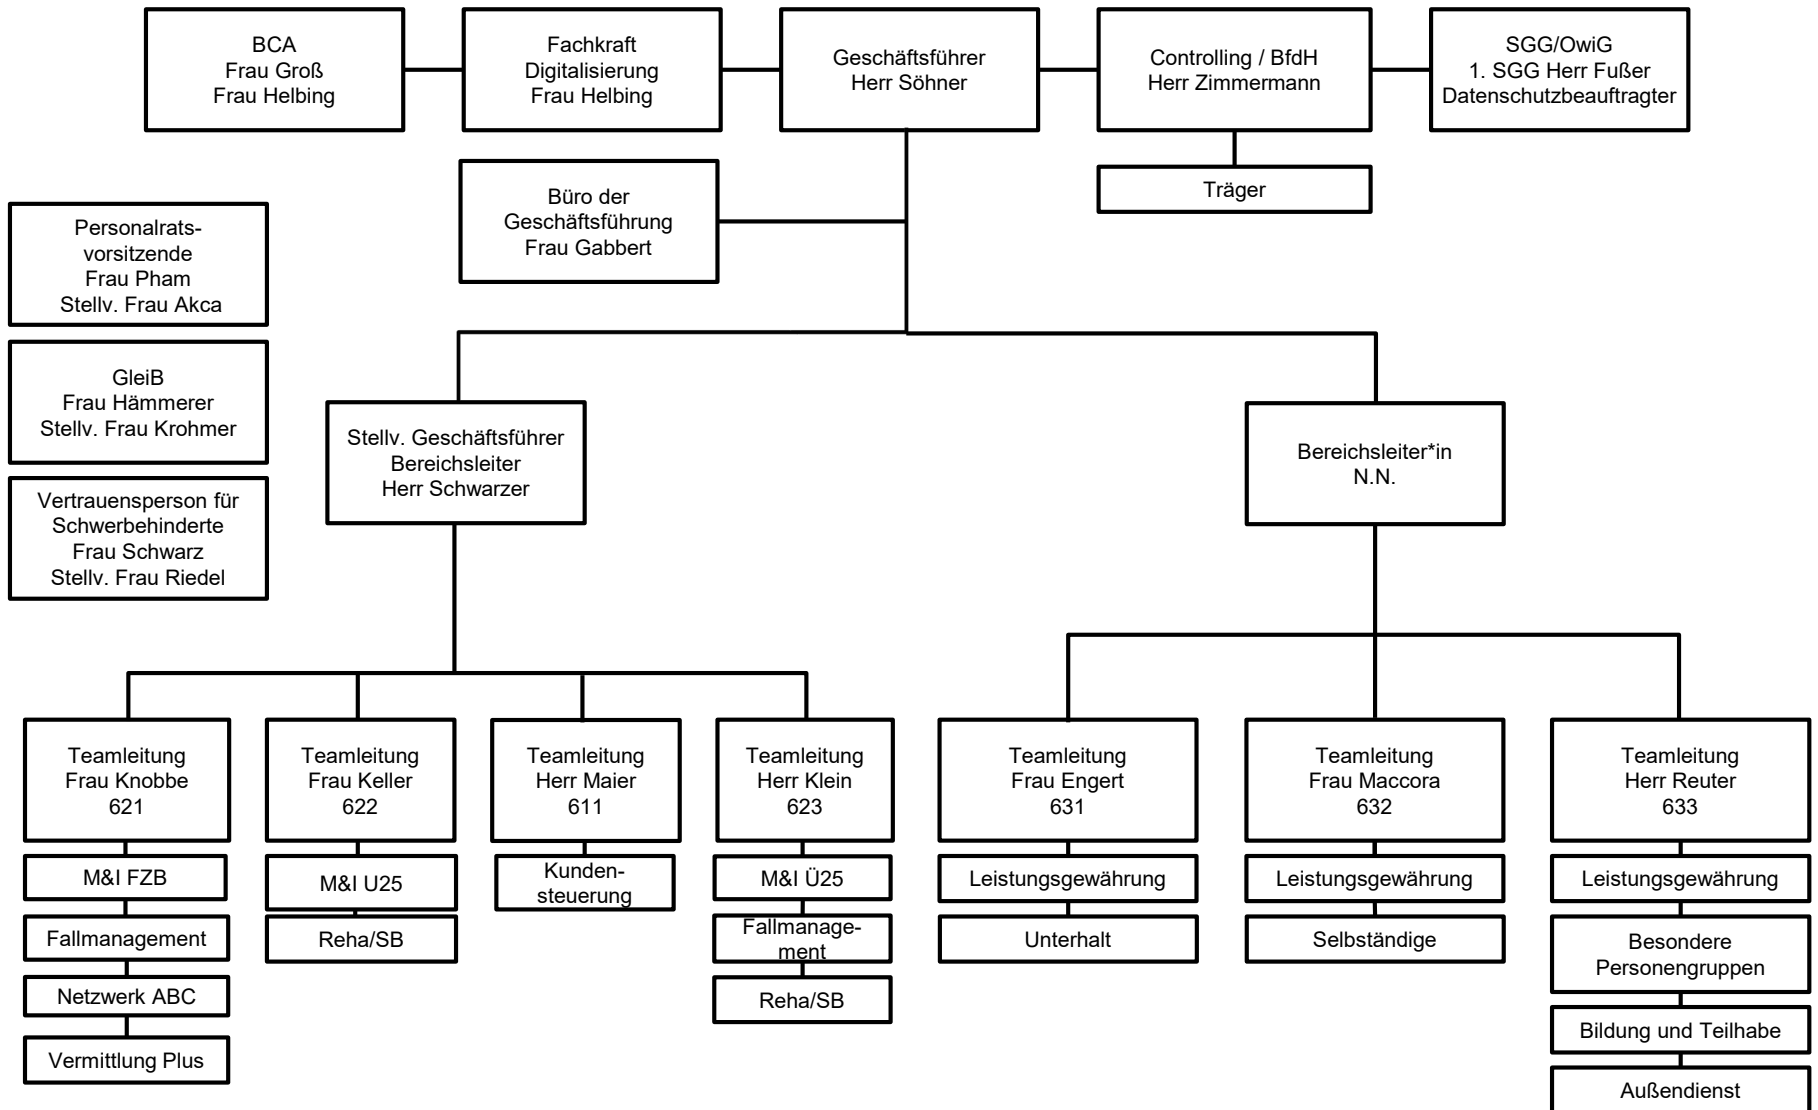 BCA
Frau Groß
Frau Helbing
Fachkraft
Digitalisierung
Frau Helbing
Geschäftsführer
Herr Söhner
Controlling / BfdH
Herr Zimmermann
SGG/OwiG
1. SGG Herr Fußer
Datenschutzbeauftragter
Träger
Büro der
Geschäftsführung
Frau Gabbert
Personalrats-
vorsitzende
Frau Pham
Stellv. Frau Akca
GleiB
Frau Hämmerer
Stellv. Frau Krohmer
Vertrauensperson für
Schwerbehinderte
Frau Schwarz
Stellv. Frau Riedel
Stellv. Geschäftsführer
Bereichsleiter
Herr Schwarzer
Bereichsleiter*in
N.N.
Teamleitung
Frau Knobbe
621
M&I FZB
Fallmanagement
Netzwerk ABC
Vermittlung Plus
Teamleitung
Frau Keller
622
M&I U25
Reha/SB
Teamleitung
Herr Maier
611
Kunden-
steuerung
Teamleitung
Herr Klein
623
M&I Ü25
Fallmanage-
ment
Reha/SB
Teamleitung
Frau Engert
631
Leistungsgewährung
Unterhalt
Teamleitung
Frau Maccora
632
Leistungsgewährung
Selbständige
Teamleitung
Herr Reuter
633
Leistungsgewährung
Besondere
Personengruppen
Bildung und Teilhabe
Außendienst